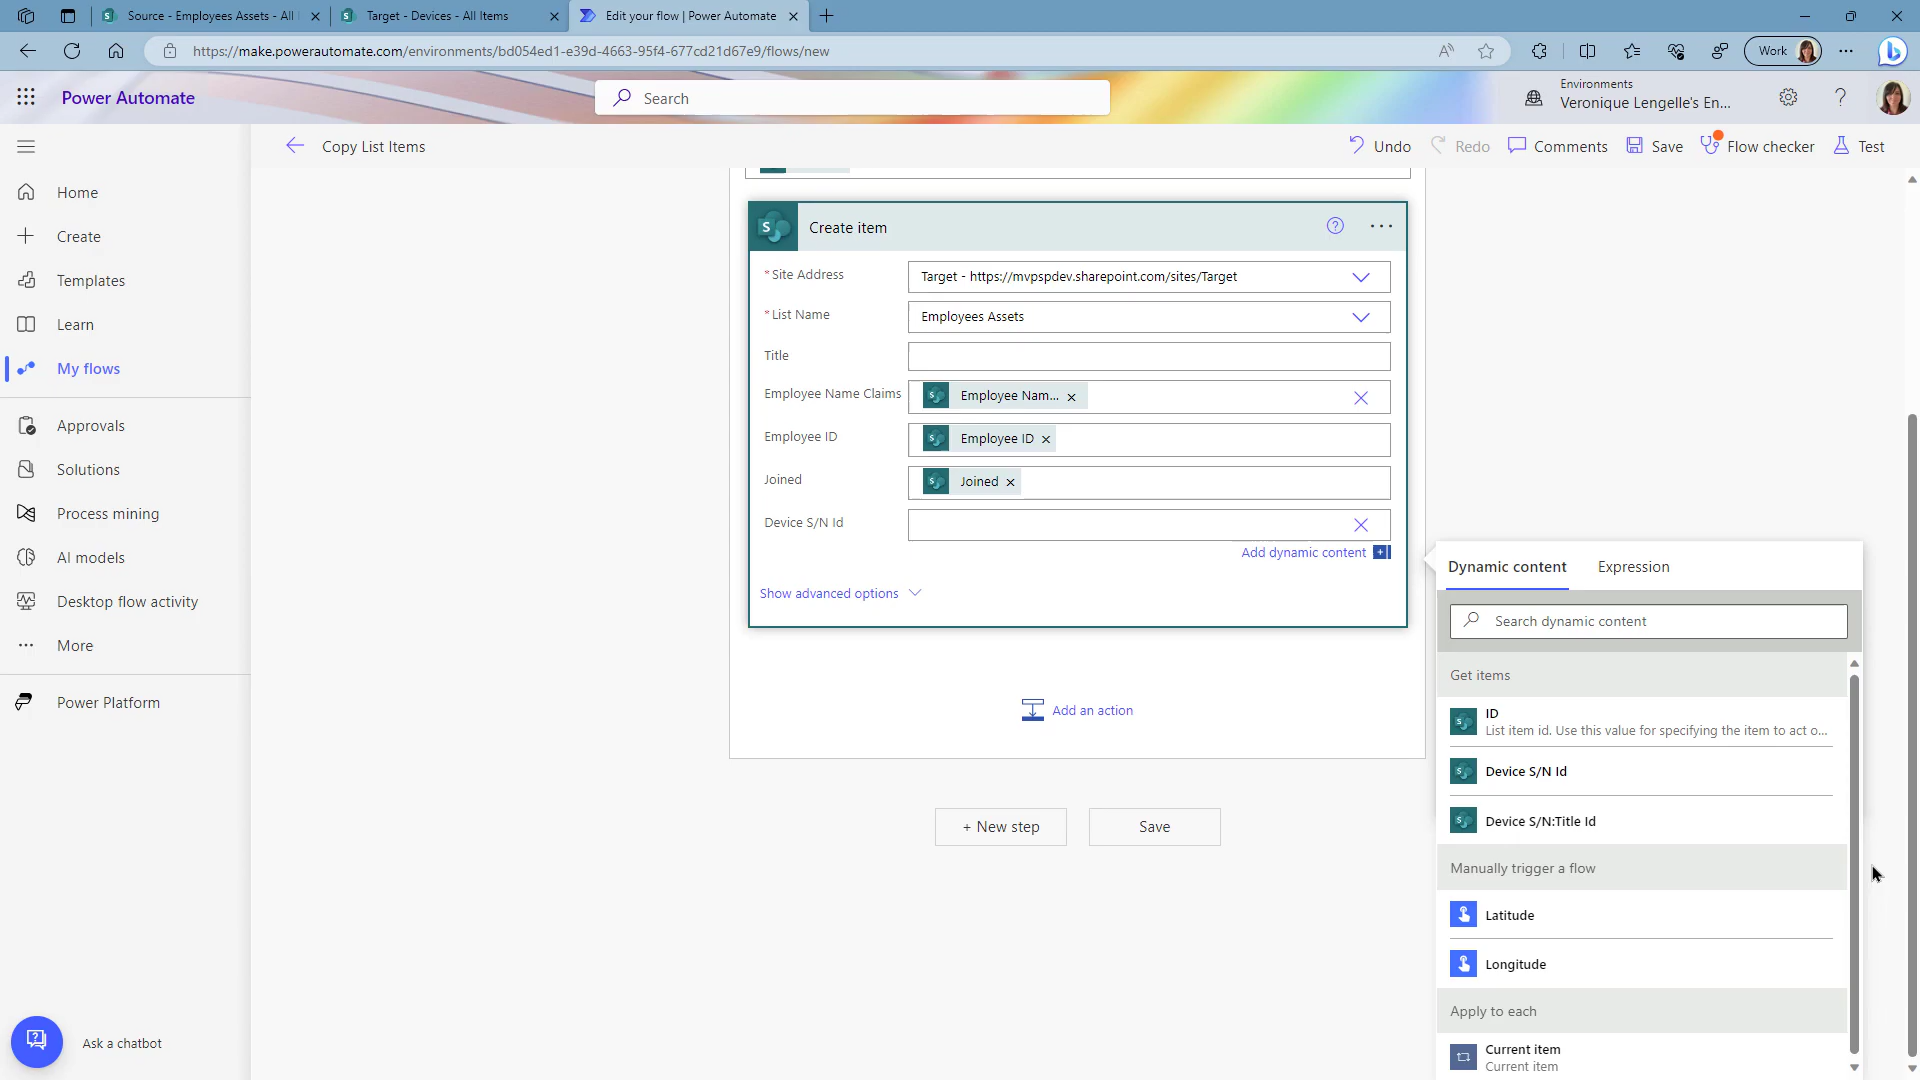 Source - Employees Assets - All I
Target - Devices - All Items
Edit your flow | Power Automate
https://make.powerautomate.com/environments/bd054ed1-e39d-4663-95f4-677cd21d67e9/flows/new
Work
Power Automate
Search
Environments
Veronique Lengelle's En...
Copy List Items
Undo
Redo
Comments
Save
Flow checker
Test
Home
Create
Templates
Learn
My flows
Approvals
Solutions
Process mining
AI models
Desktop flow activity
More
Power Platform
Ask a chatbot
Create item
* Site Address
Target - https://mvpspdev.sharepoint.com/sites/Target
* List Name
Employees Assets
Title
Employee Name Claims
Employee Nam...
Employee ID
Employee ID
Joined
Joined
Device S/N Id
Add dynamic content
Show advanced options
Add an action
+ New step
Save
Dynamic content
Expression
Search dynamic content
Get items
ID
List item id. Use this value for specifying the item to act o...
Device S/N Id
Device S/N:Title Id
Manually trigger a flow
Latitude
Longitude
Apply to each
Current item
Current item